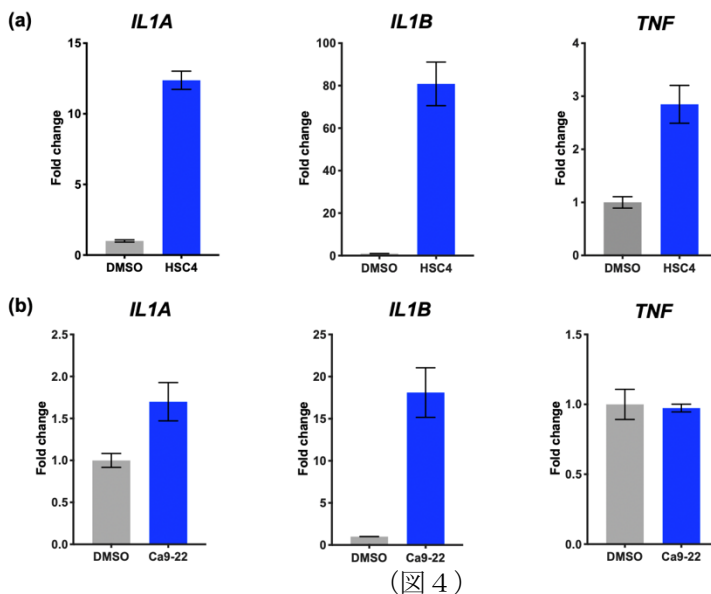 (a)
IL1A
IL1B
TNF
Fold change
15
10
5
0
DMSO HSC4
Fold change
100
80
60
40
20
0
DMSO HSC4
Fold change
4
3
2
1
0
DMSO HSC4
(b)
IL1A
IL1B
TNF
Fold change
2.5
2.0
1.5
1.0
0.5
0.0
DMSO Ca9-22
Fold change
25
20
15
10
5
0
DMSO Ca9-22
Fold change
1.5
1.0
0.5
0.0
DMSO Ca9-22
(図4)